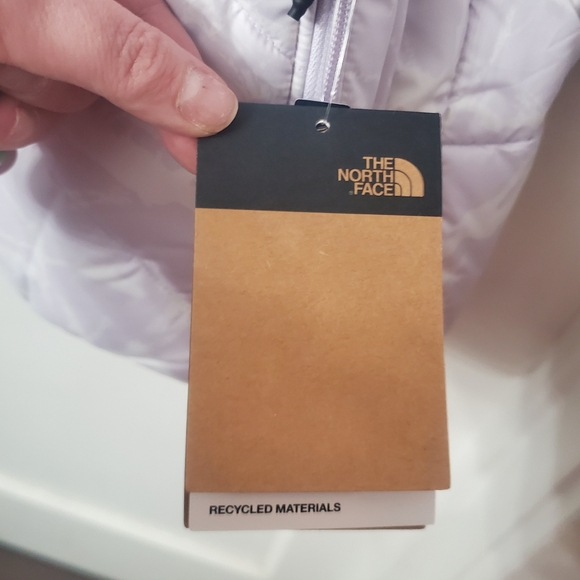 THE
NORTH
FACE
RECYCLED MATERIALS